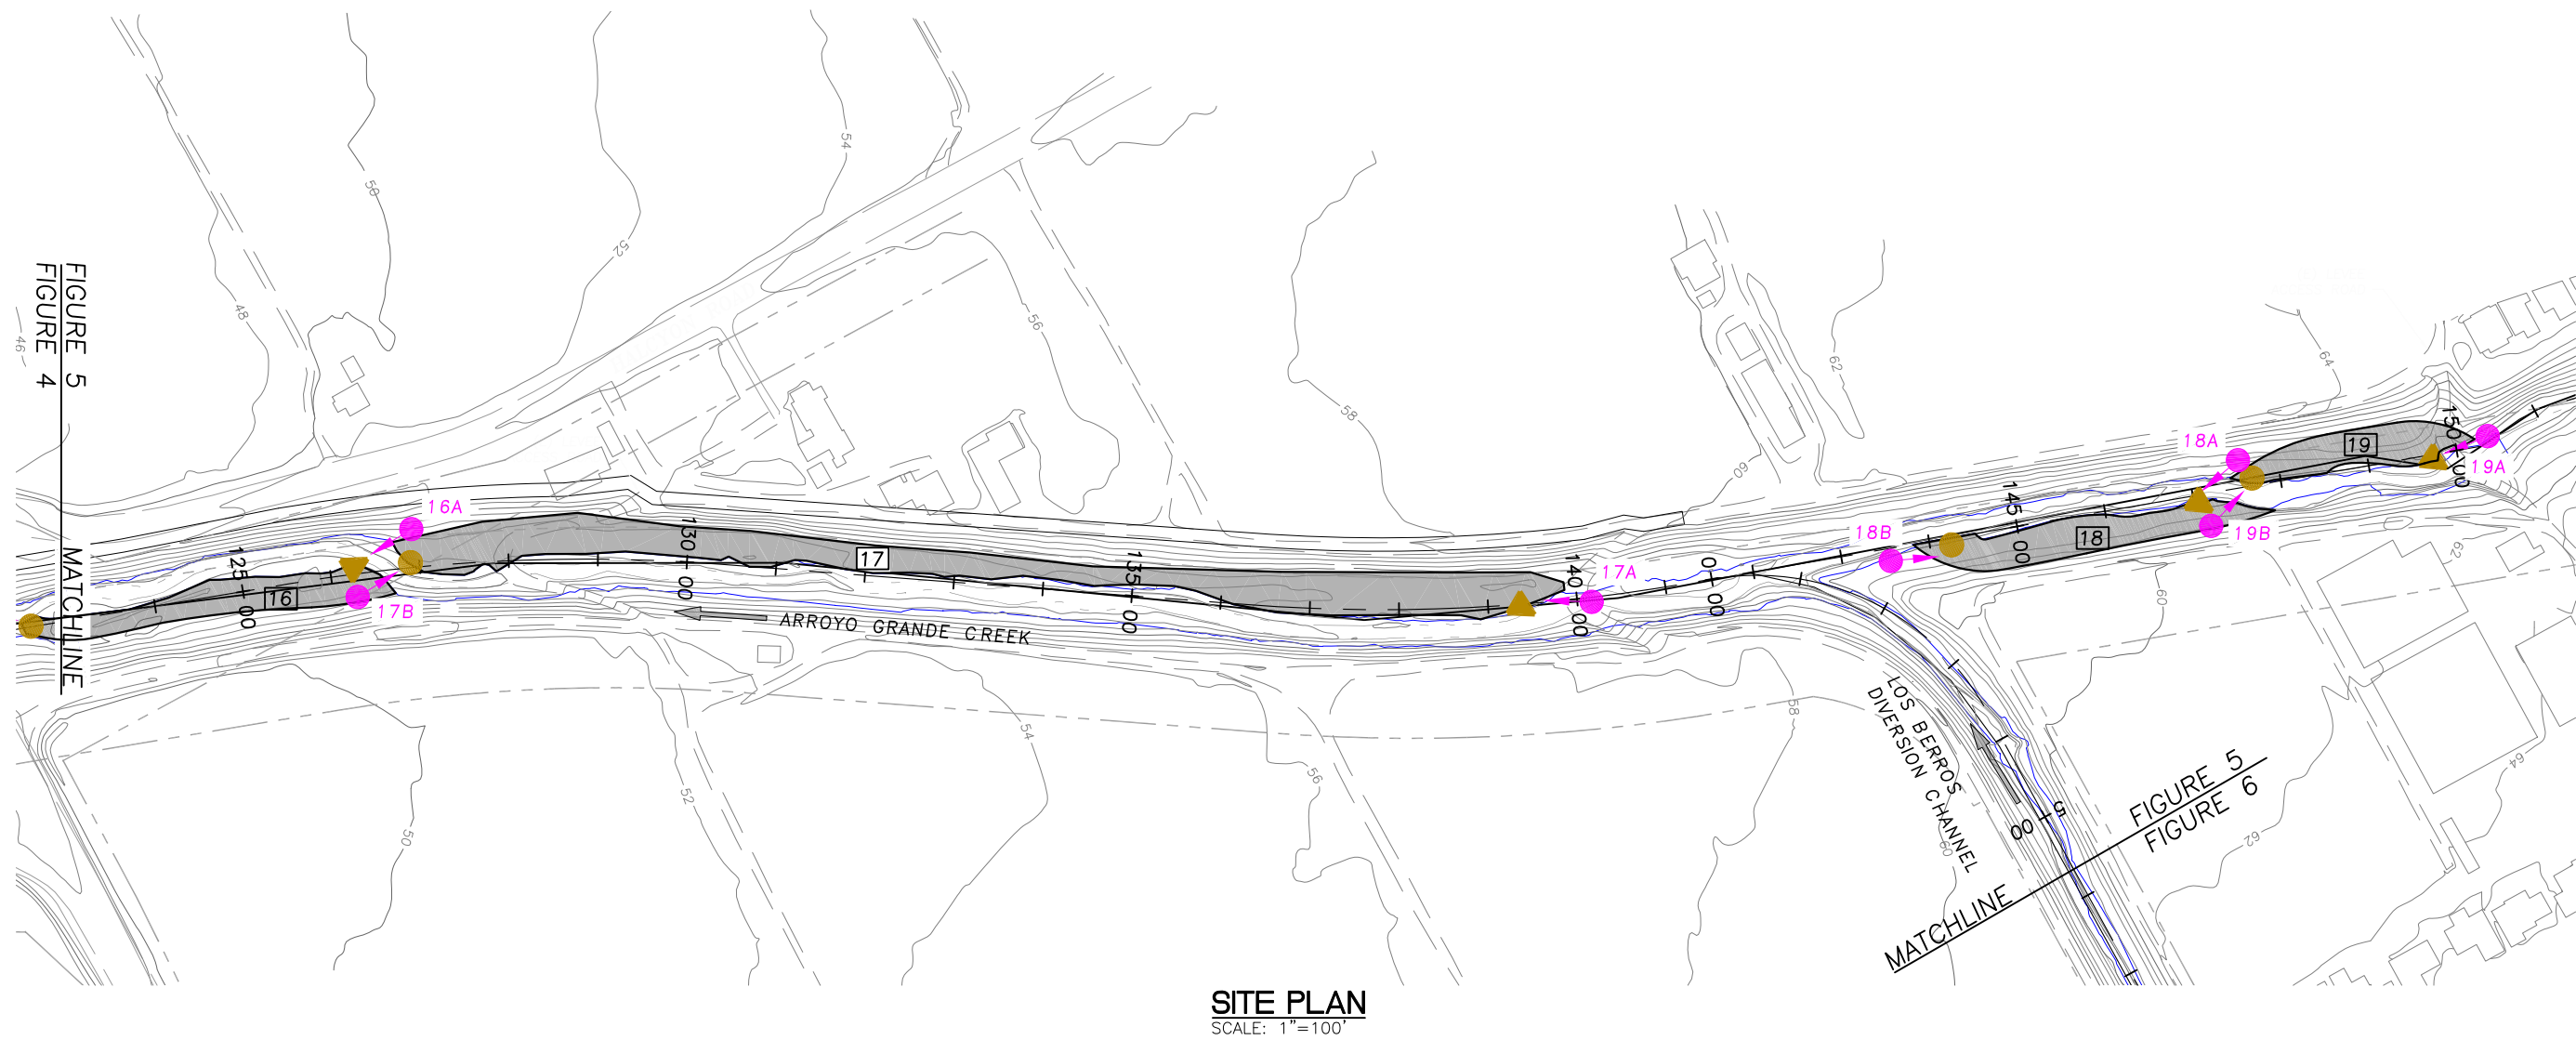 FIGURE 5
FIGURE 4
MATCHLINE
46
48
50
52
54
56
58
60
62
64
16A
17B
16
125+00
130+00
17
135+00
ARROYO GRANDE CREEK
140+00
17A
0+00
18B
18A
145+00
18
19
150+00
19A
19B
62
60
64
62
60
58
56
54
52
50
LOS BERROS
DIVERSION CHANNEL
5+00
FIGURE 5
FIGURE 6
MATCHLINE
SITE PLAN
SCALE: 1"=100'